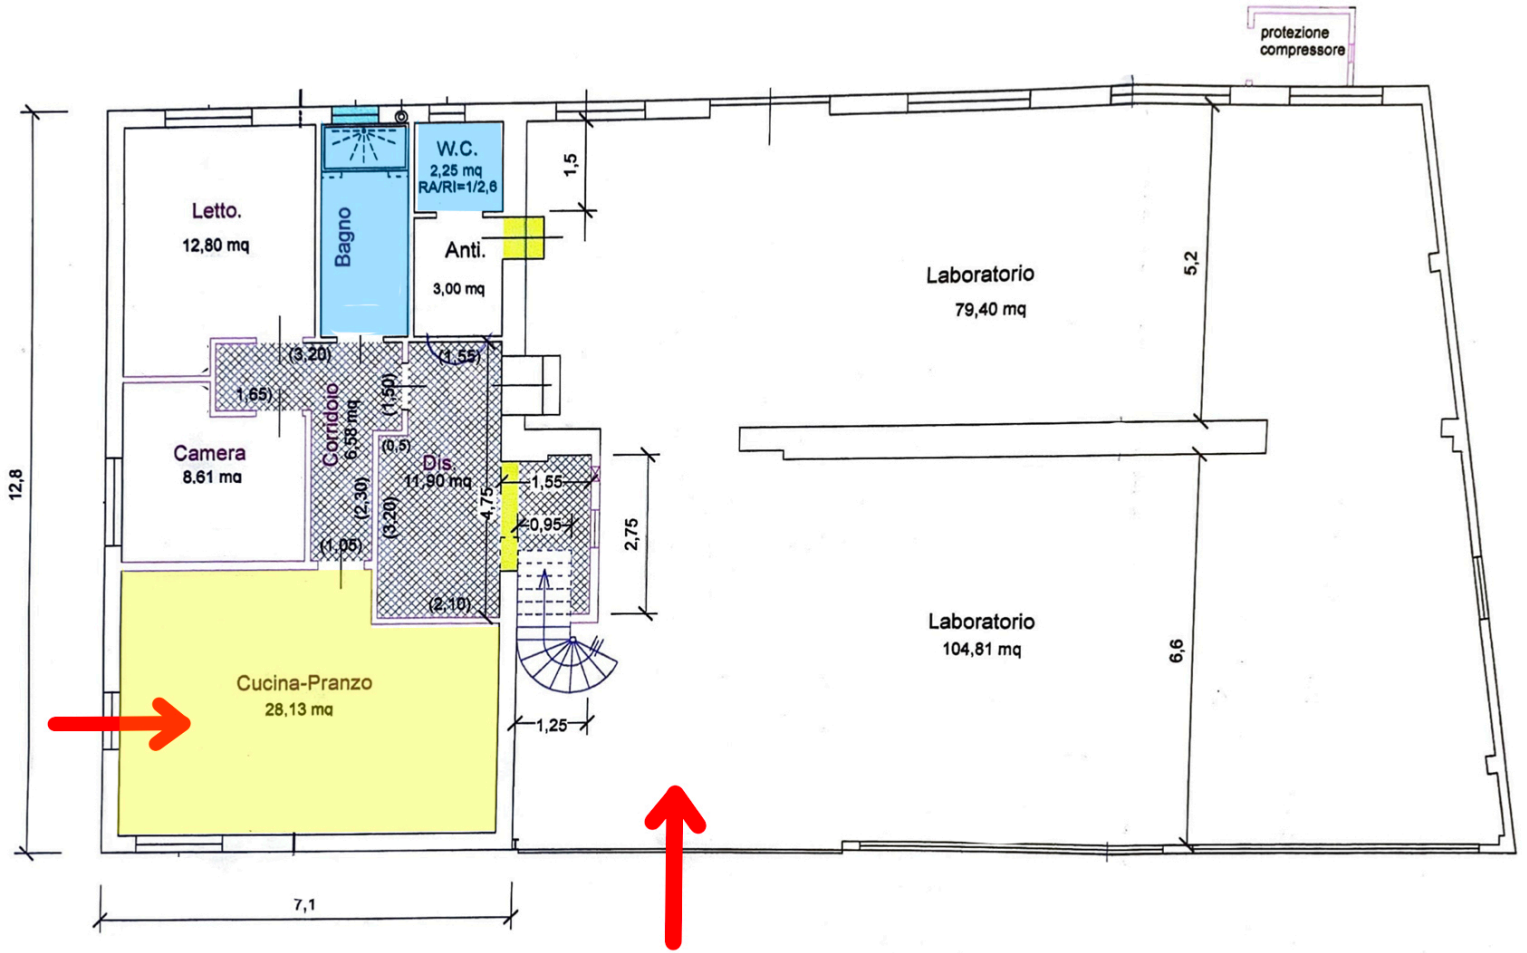 protezione
compressore
W.C.
2,25 mq
RA/RI=1/2,6
1,5
Letto.
12,80 mq
Bagno
Anti.
3,00 mq
Laboratorio
79,40 mq
5,2
(3,20)
(1,55)
1,65)
(1,50)
Corridoio
6,58 mq
(0,5)
Camera
8,61 mq
Dis.
11,90 mq
12,8
(2,30)
(3,20)
4,75
1,55
0,95
2,75
(1,05)
(2,10)
Laboratorio
104,81 mq
6,6
Cucina-Pranzo
28,13 mq
1,25
7,1